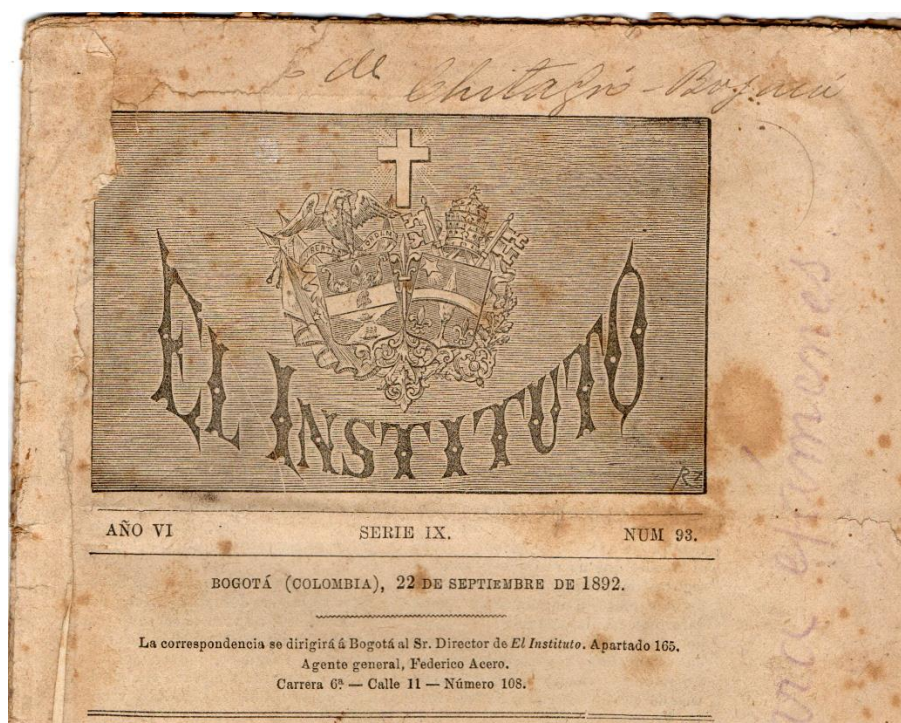 de
Chitagá - Boyacá
EL INSTITUTO
RZ
AÑO VI SERIE IX. NUM 93.
BOGOTÁ (COLOMBIA), 22 DE SEPTIEMBRE DE 1892.
La correspondencia se dirigirá á Bogotá al Sr. Director de El Instituto. Apartado 165.
Agente general, Federico Acero.
Carrera 6ª — Calle 11 — Número 108.